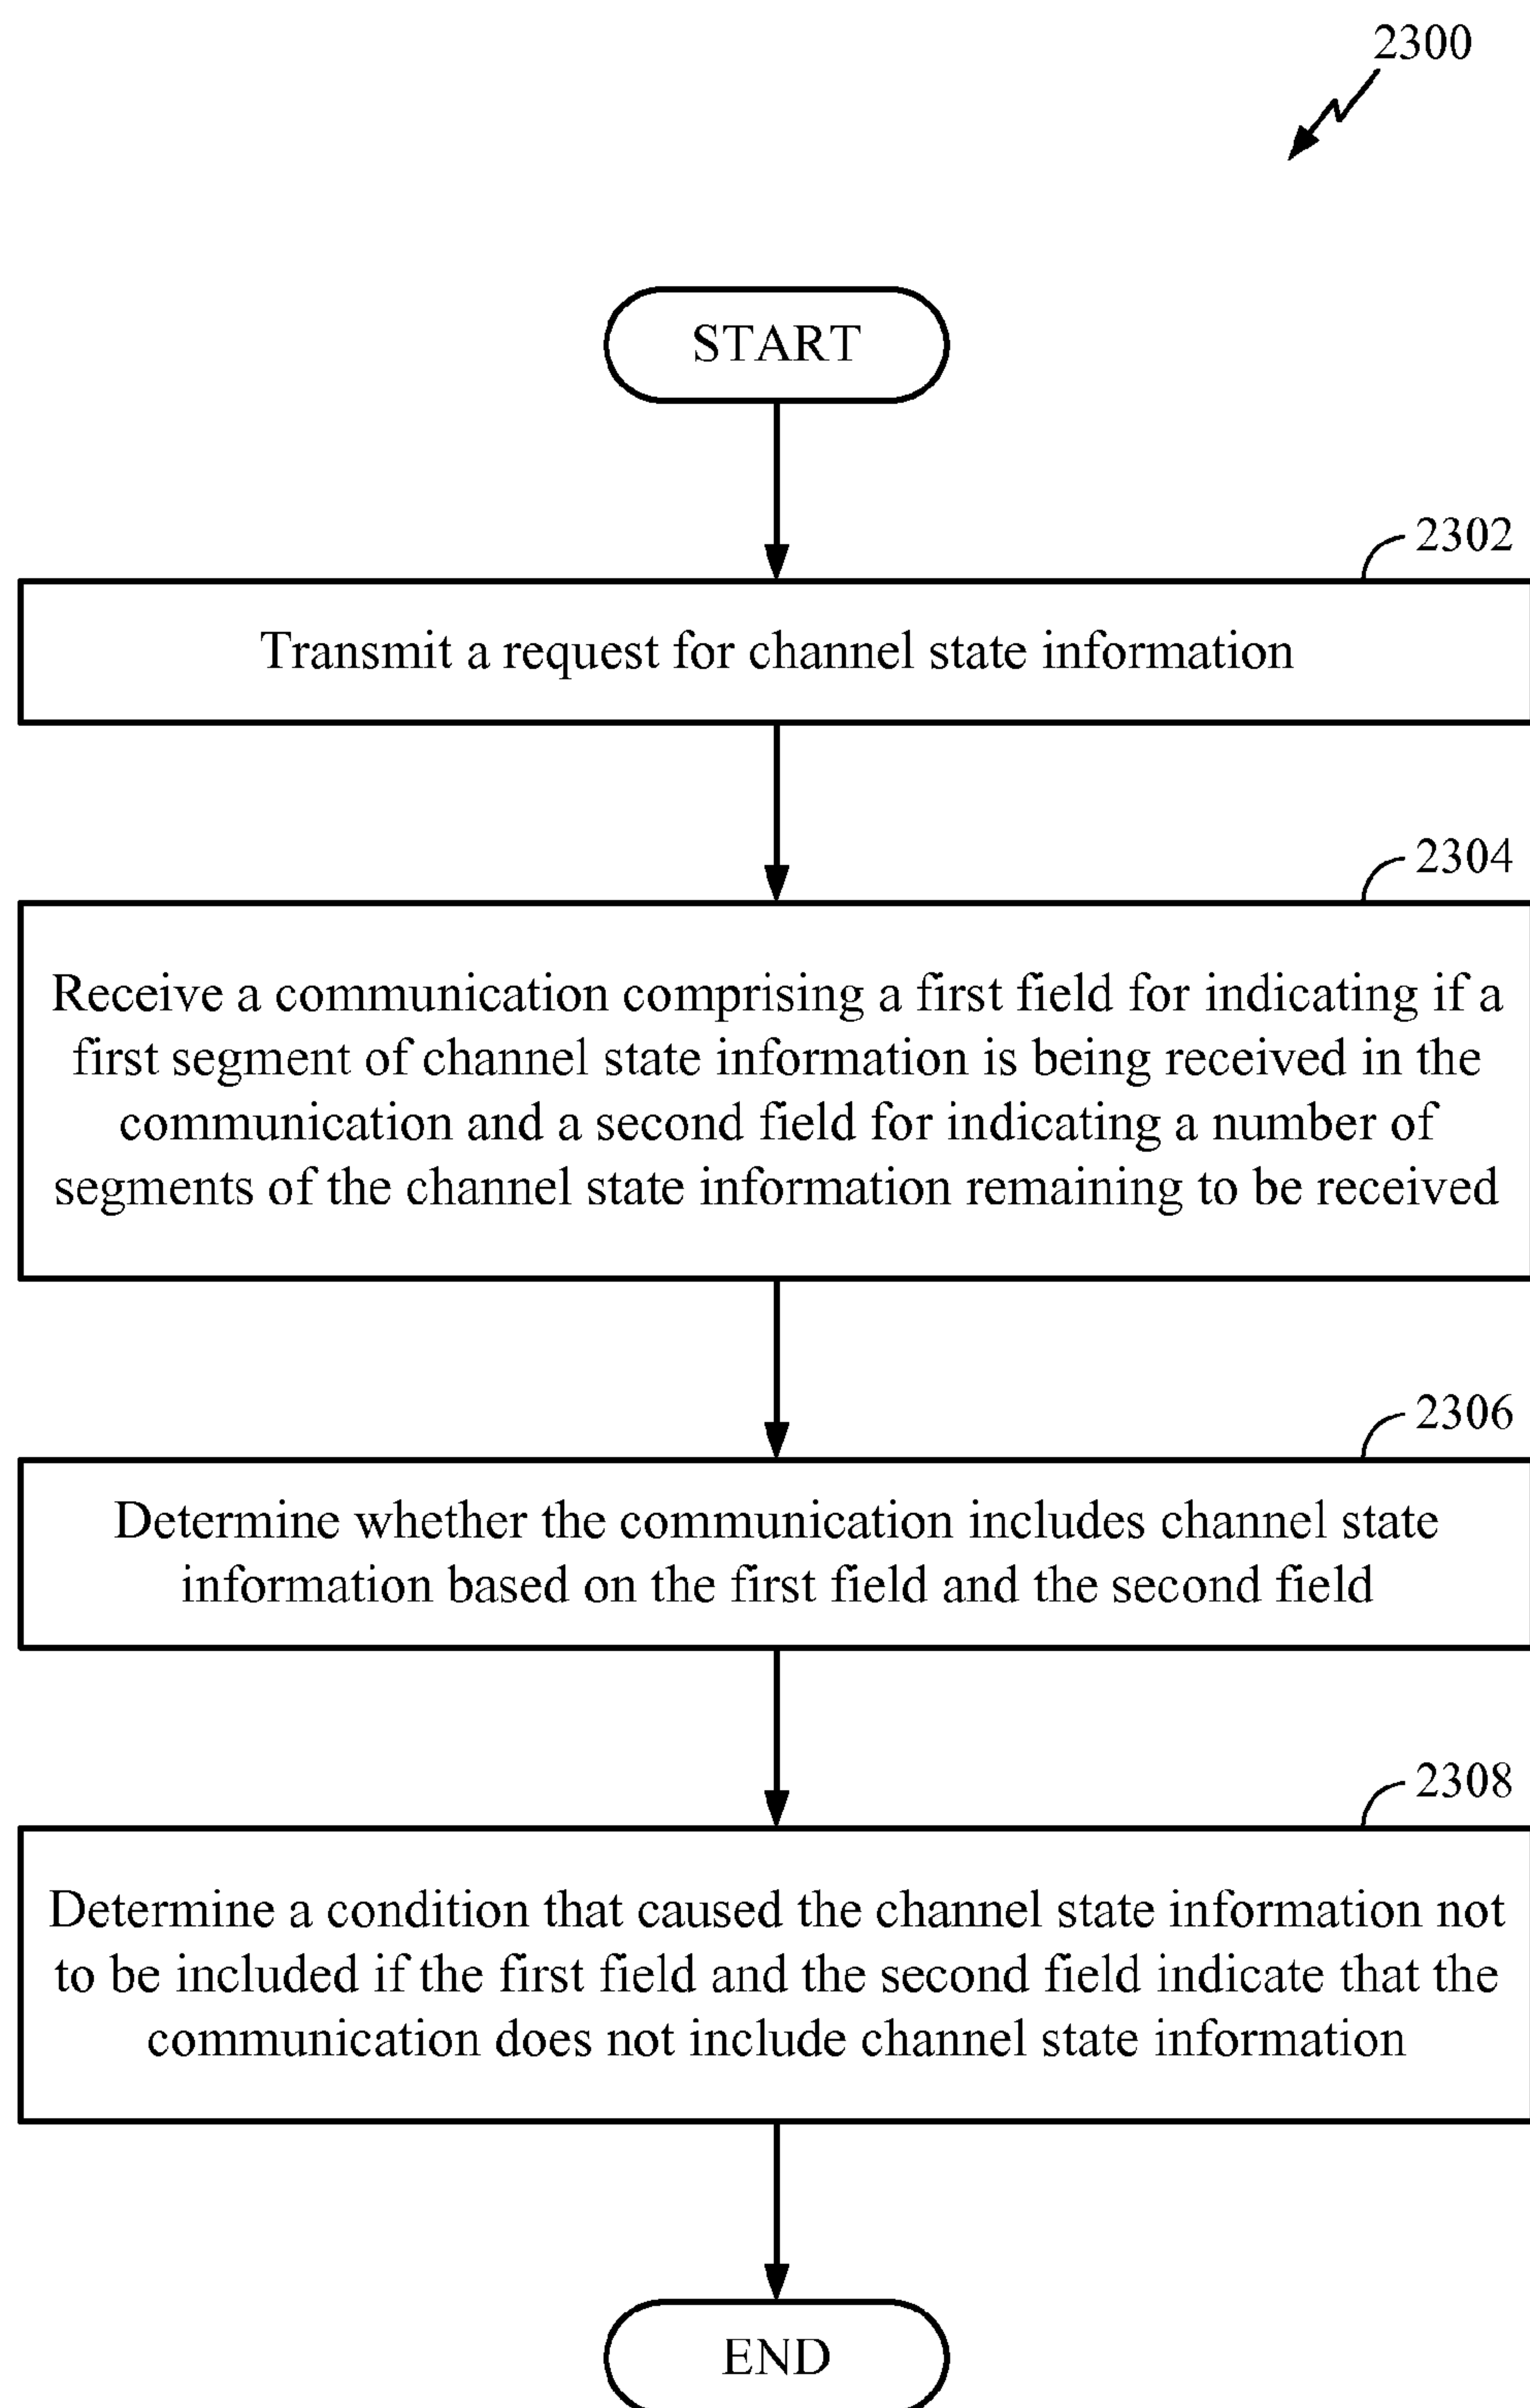 2300
START
2302
Transmit a request for channel state information
2304
Receive a communication comprising a first field for indicating if a
first segment of channel state information is being received in the
communication and a second field for indicating a number of
segments of the channel state information remaining to be received
2306
Determine whether the communication includes channel state
information based on the first field and the second field
2308
Determine a condition that caused the channel state information not
to be included if the first field and the second field indicate that the
communication does not include channel state information
END